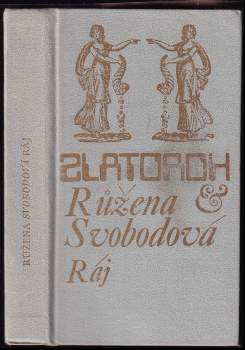 RŮŽENA SVOBODOVÁ RÁJ
ZLATOROH
Růžena &
Svobodová
Ráj